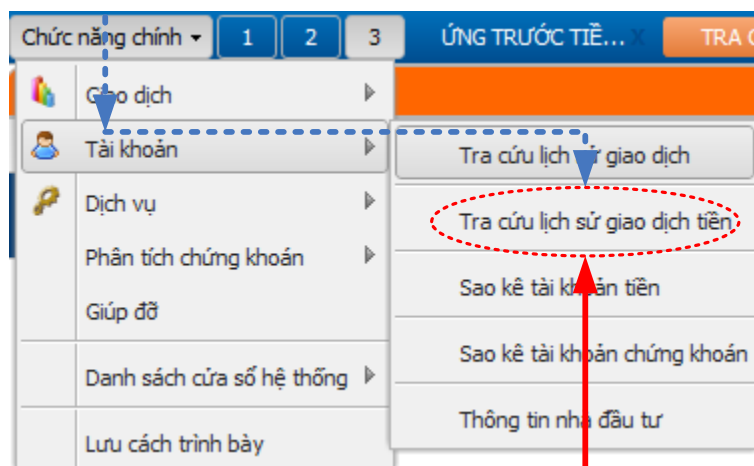 Chức năng chính 1 2 3 ỨNG TRƯỚC TIỀ... X TRA
Giao dịch
Tài khoản
Dịch vụ
Phân tích chứng khoán
Giúp đỡ
Danh sách cửa sổ hệ thống
Lưu cách trình bày
Tra cứu lịch sử giao dịch
Tra cứu lịch sử giao dịch tiền
Sao kê tài khoản tiền
Sao kê tài khoản chứng khoán
Thông tin nhà đầu tư